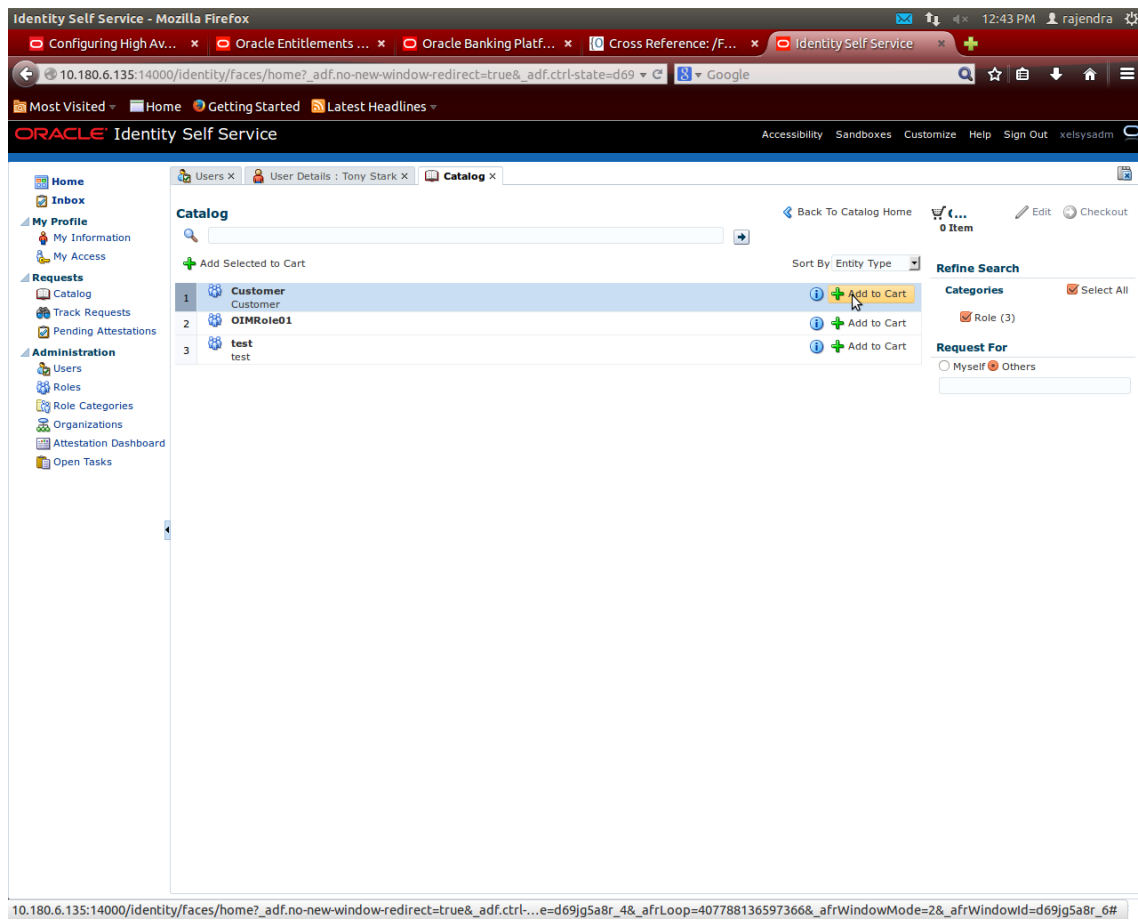 Identity Self Service - Mozilla Firefox
12:43 PM rajendra
Configuring High Av... × Oracle Entitlements ... × Oracle Banking Platf... × Cross Reference: /F... × Identity Self Service ×
10.180.6.135:14000/identity/faces/home?_adf.no-new-window-redirect=true&_adf.ctrl-state=d69
Google
Most Visited Home Getting Started Latest Headlines
ORACLE Identity Self Service
Accessibility Sandboxes Customize Help Sign Out xelsysadm
Home
Inbox
My Profile
My Information
My Access
Requests
Catalog
Track Requests
Pending Attestations
Administration
Users
Roles
Role Categories
Organizations
Attestation Dashboard
Open Tasks
Users × User Details : Tony Stark × Catalog ×
Catalog
Back To Catalog Home
Add Selected to Cart
Sort By Entity Type
1 Customer
Customer
Add to Cart
2 OIMRole01
Add to Cart
3 test
test
Add to Cart
(...
0 Item
Edit Checkout
Refine Search
Categories Select All
Role (3)
Request For
Myself Others
10.180.6.135:14000/identity/faces/home?_adf.no-new-window-redirect=true&_adf.ctrl-...e=d69jg5a8r_4&_afrLoop=407788136597366&_afrWindowMode=2&_afrWindowId=d69jg5a8r_6#